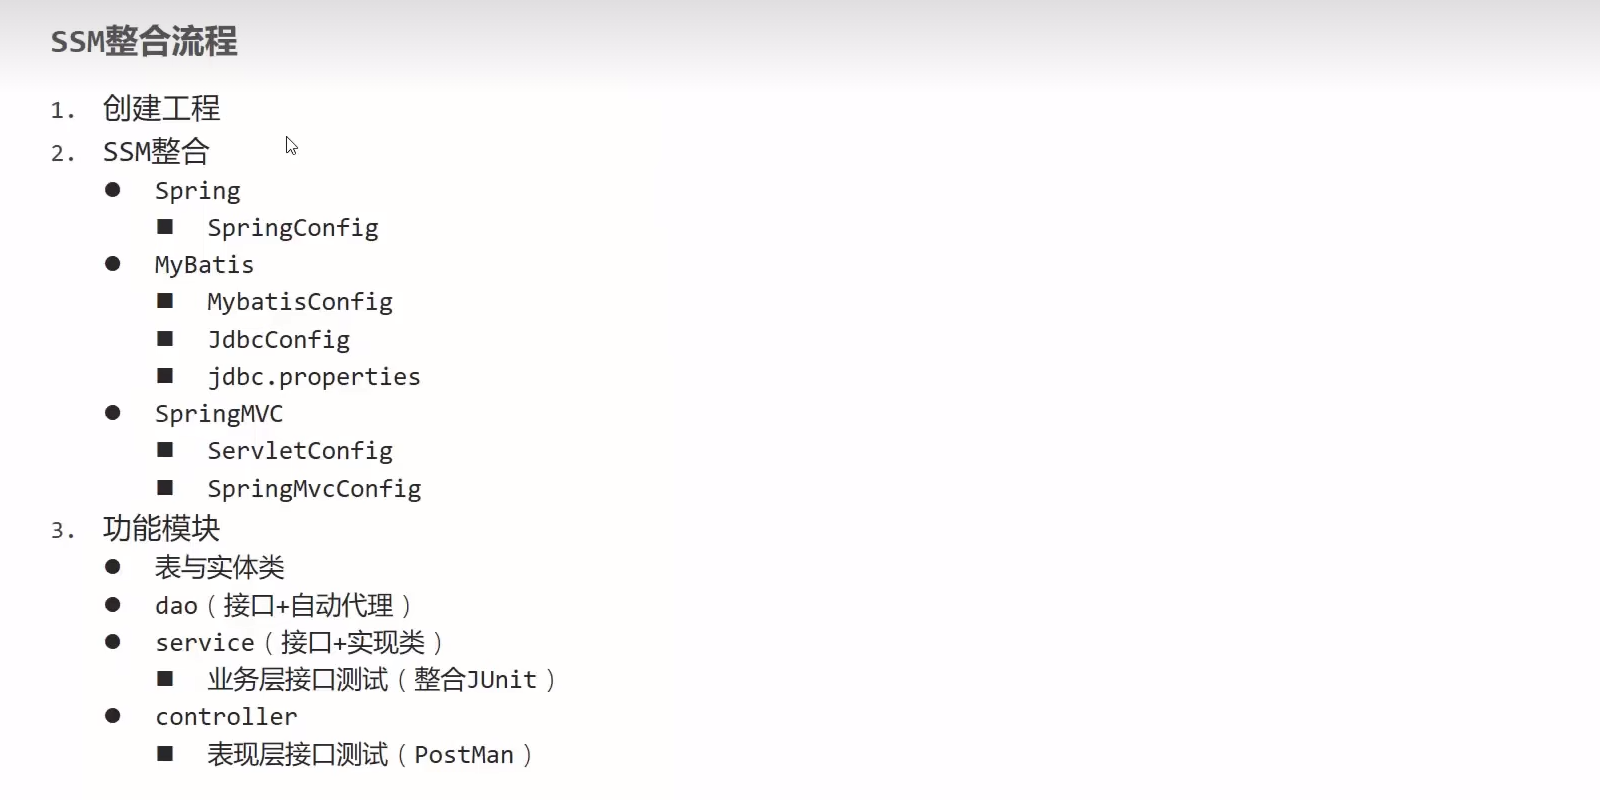 SSM整合流程
1. 创建工程
2. SSM整合
● Spring
■ SpringConfig
● MyBatis
■ MybatisConfig
■ JdbcConfig
■ jdbc.properties
● SpringMVC
■ ServletConfig
■ SpringMvcConfig
3. 功能模块
● 表与实体类
● dao（接口+自动代理）
● service（接口+实现类）
■ 业务层接口测试（整合JUnit）
● controller
■ 表现层接口测试（PostMan）